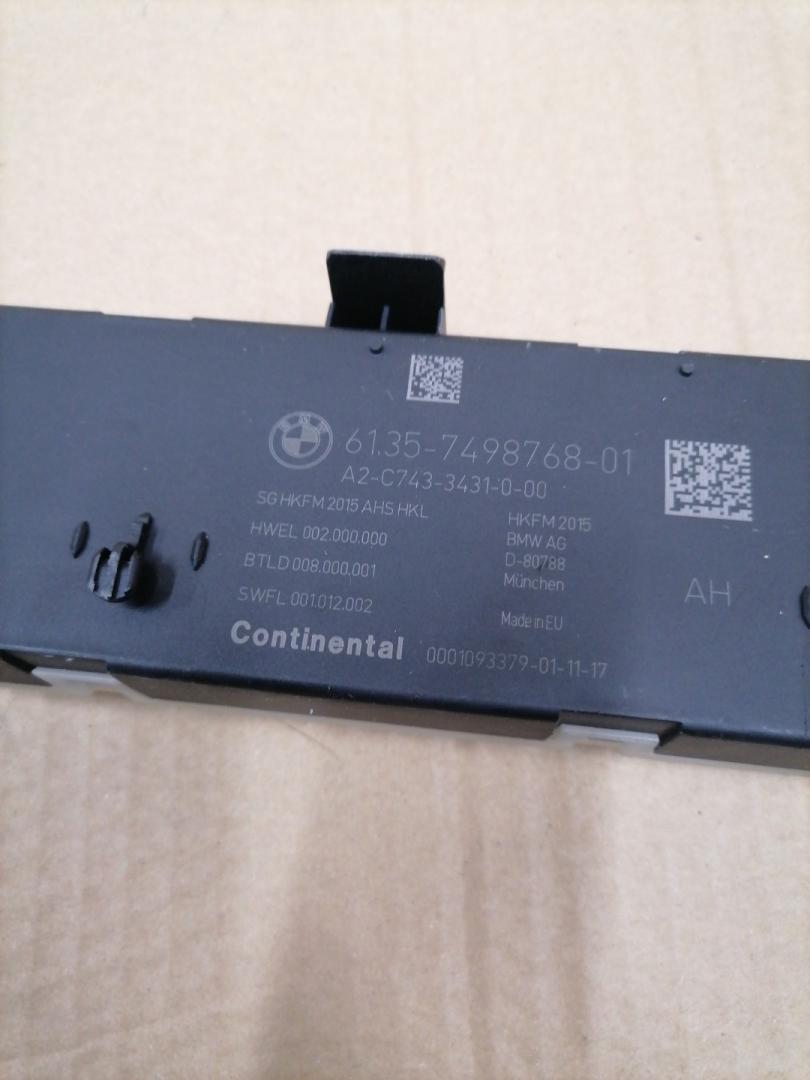 BMW
61.35-7498768-01
A2-C743-3431-0-00
SG HKFM 2015 AHS HKL
HWEL 002.000.000
BTLD 008.000.001
SWFL 001.012.002
HKFM 2015
BMW AG
D-80788
München
Made in EU
AH
Continental 0001093379-01-11-17